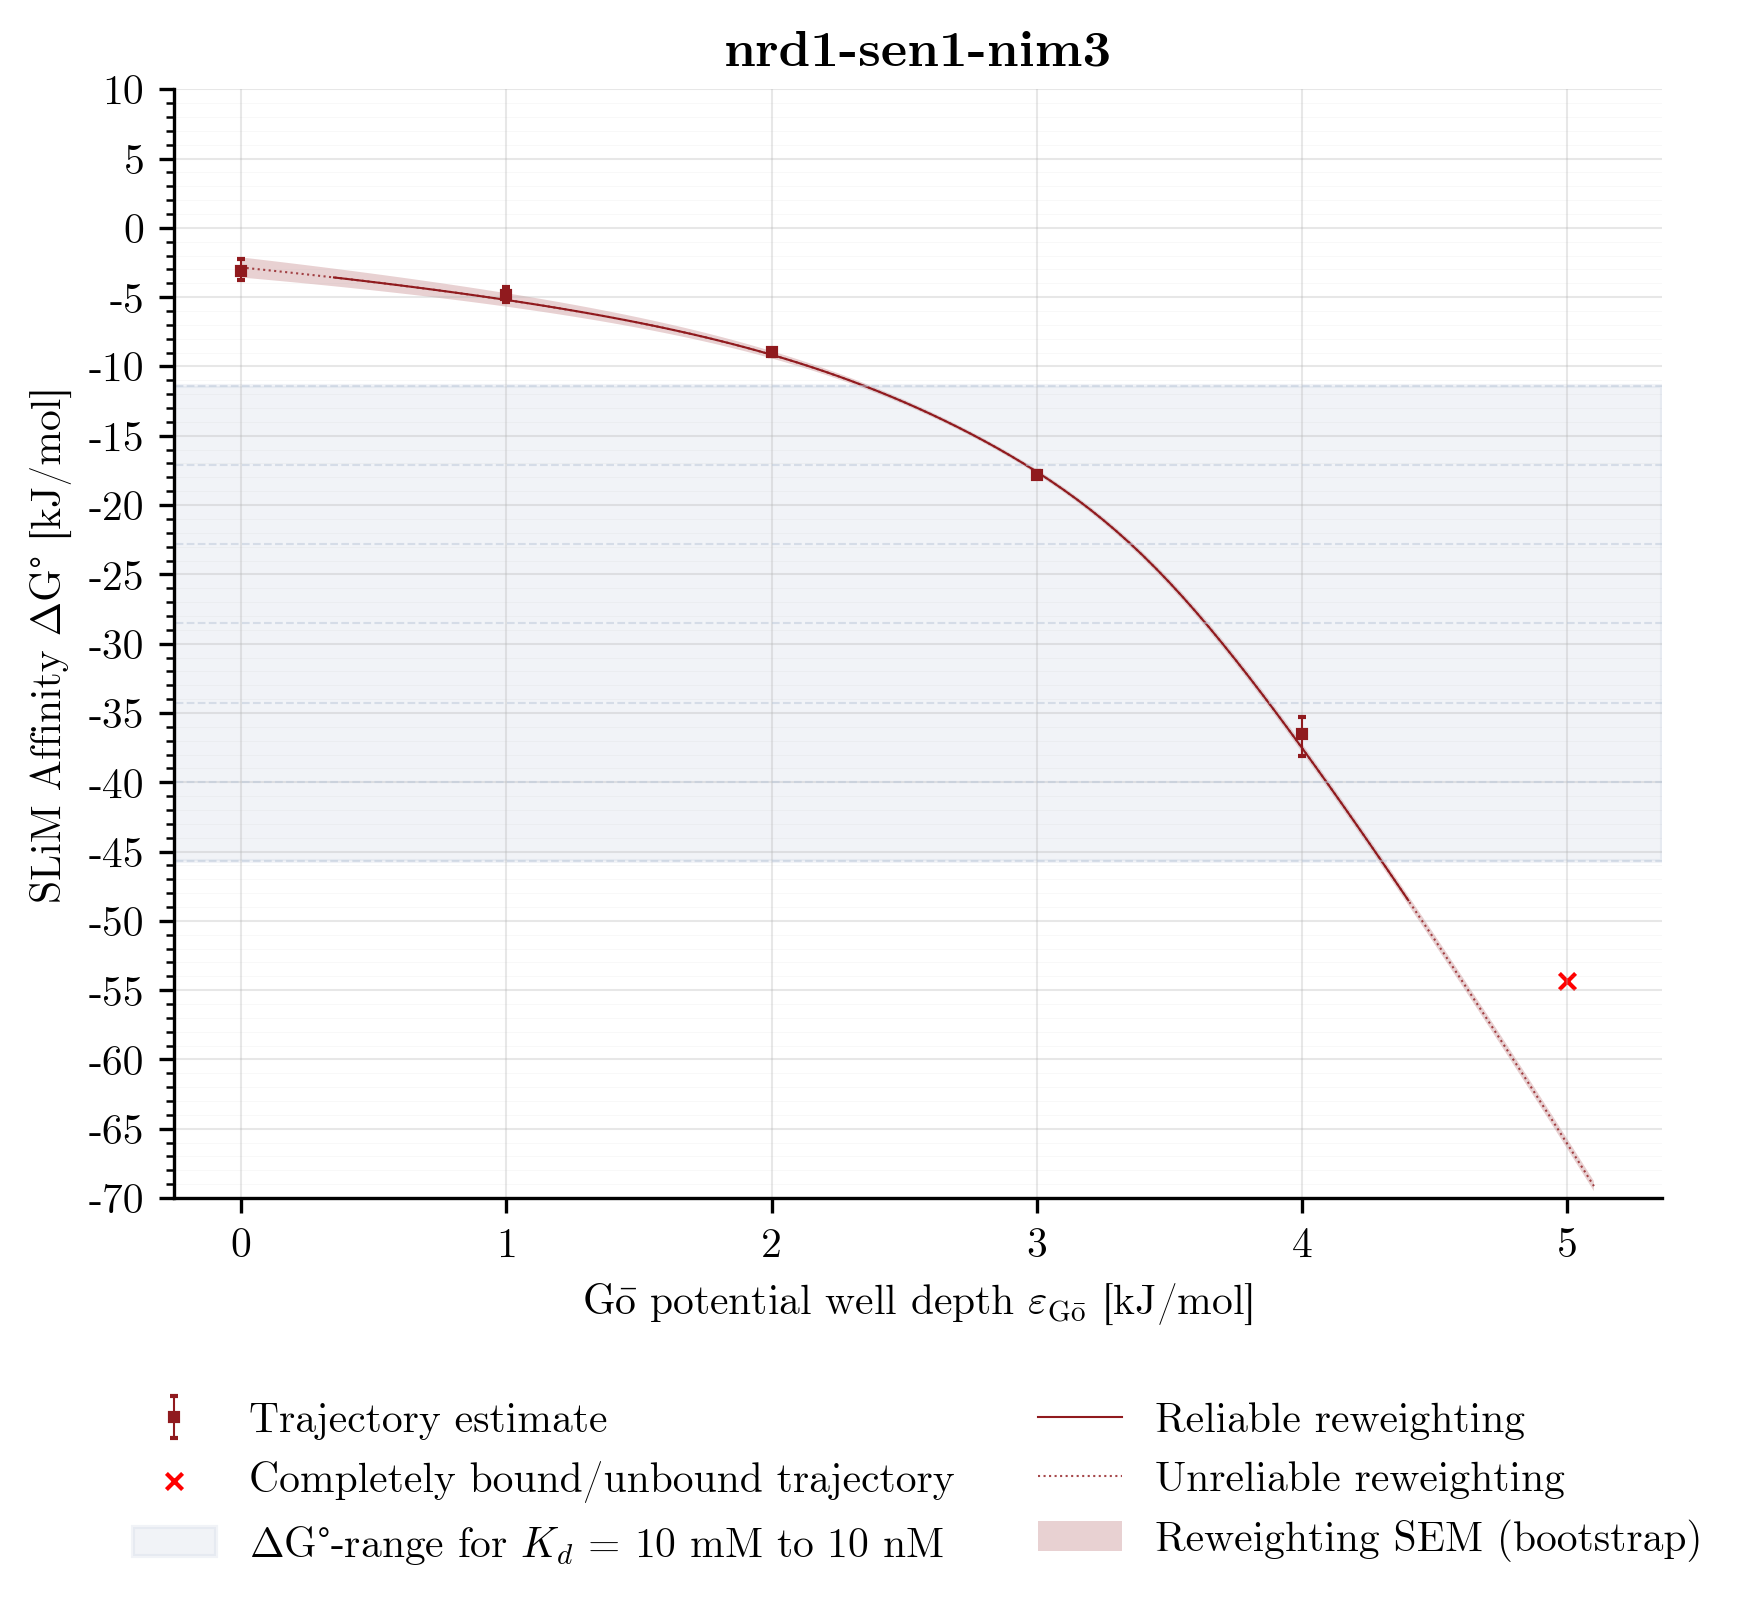 nrd1-sen1-nim3
10
5
0
-5
-10
-15
-20
-25
-30
-35
-40
-45
-50
-55
-60
-65
-70
SLiM Affinity ΔG° [kJ/mol]
0 1 2 3 4 5
Gō potential well depth εGō [kJ/mol]
Trajectory estimate
Completely bound/unbound trajectory
ΔG°-range for Kd = 10 mM to 10 nM
Reliable reweighting
Unreliable reweighting
Reweighting SEM (bootstrap)